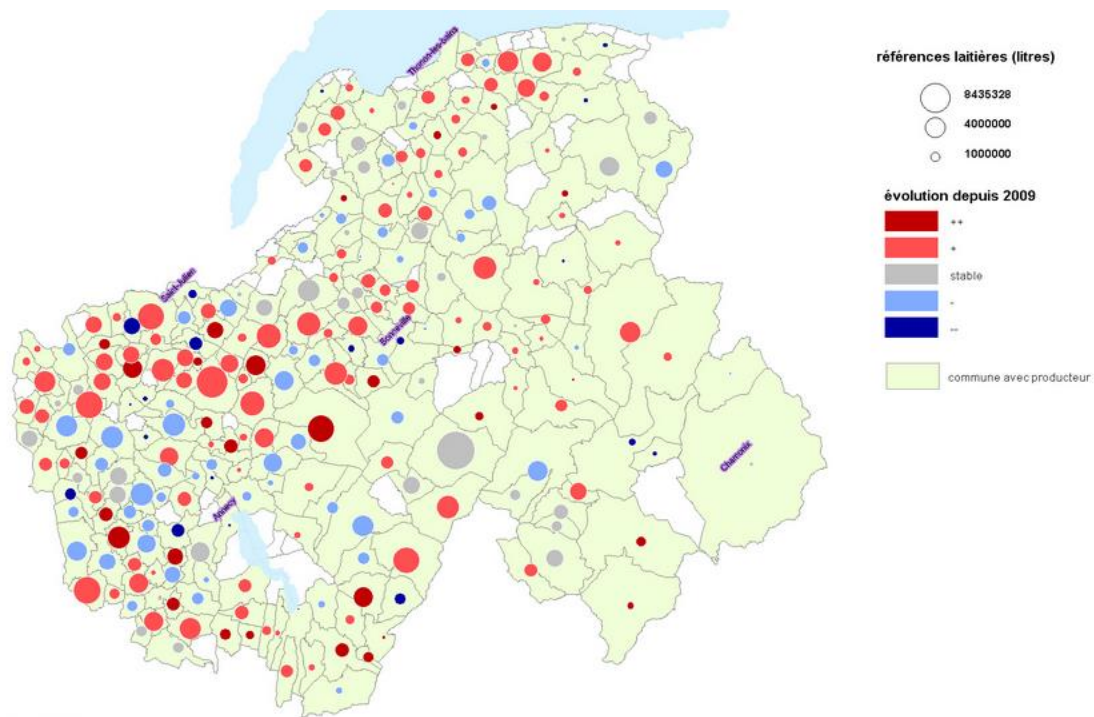 Thonon-les-bains
Saint-Julien
Bonneville
Chamonix
Annecy
références laitières (litres)
8435328
4000000
1000000
évolution depuis 2009
++
+
stable
-
--
commune avec producteur